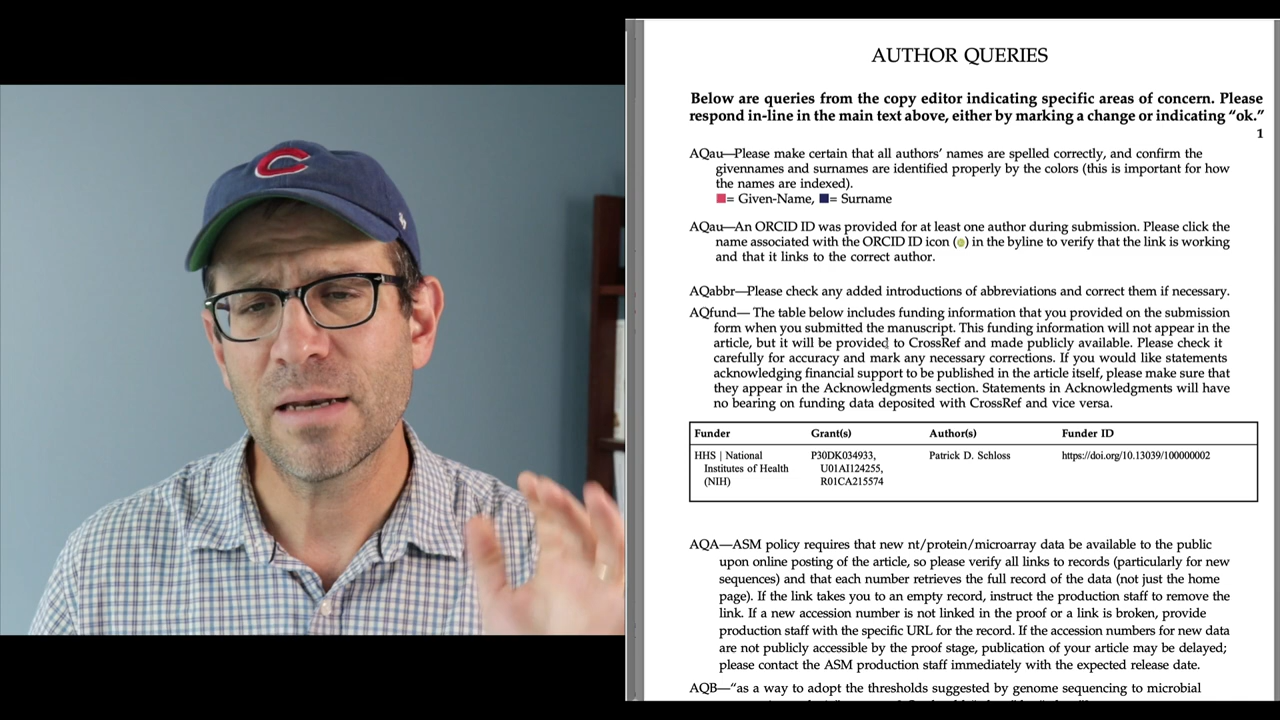 C
AUTHOR QUERIES
Below are queries from the copy editor indicating specific areas of concern. Please
respond in-line in the main text above, either by marking a change or indicating “ok.”
1
AQau—Please make certain that all authors’ names are spelled correctly, and confirm the
givennames and surnames are identified properly by the colors (this is important for how
the names are indexed).
= Given-Name, = Surname
AQau—An ORCID ID was provided for at least one author during submission. Please click the
name associated with the ORCID ID icon () in the byline to verify that the link is working
and that it links to the correct author.
AQabbr—Please check any added introductions of abbreviations and correct them if necessary.
AQfund— The table below includes funding information that you provided on the submission
form when you submitted the manuscript. This funding information will not appear in the
article, but it will be provided to CrossRef and made publicly available. Please check it
carefully for accuracy and mark any necessary corrections. If you would like statements
acknowledging financial support to be published in the article itself, please make sure that
they appear in the Acknowledgments section. Statements in Acknowledgments will have
no bearing on funding data deposited with CrossRef and vice versa.
Funder Grant(s) Author(s) Funder ID
HHS | National P30DK034933, Patrick D. Schloss https://doi.org/10.13039/100000002
Institutes of Health U01AI124255,
(NIH) R01CA215574
AQA—ASM policy requires that new nt/protein/microarray data be available to the public
upon online posting of the article, so please verify all links to records (particularly for new
sequences) and that each number retrieves the full record of the data (not just the home
page). If the link takes you to an empty record, instruct the production staff to remove the
link. If a new accession number is not linked in the proof or a link is broken, provide
production staff with the specific URL for the record. If the accession numbers for new data
are not publicly accessible by the proof stage, publication of your article may be delayed;
please contact the ASM production staff immediately with the expected release date.
AQB—“as a way to adopt the thresholds suggested by genome sequencing to microbial